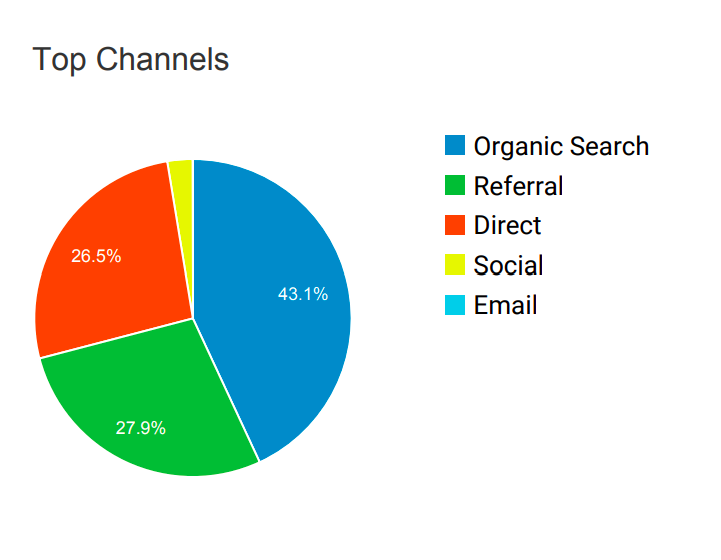 Top Channels
Organic Search
Referral
Direct
Social
Email
26.5%
43.1%
27.9%